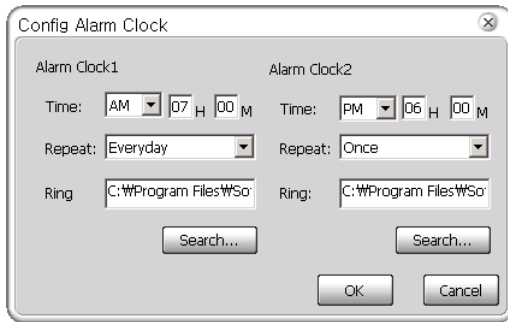 Config Alarm Clock
Alarm Clock1
Time: AM 07 H 00 M
Repeat: Everyday
Ring C:₩Program Files₩So
Search...
Alarm Clock2
Time: PM 06 H 00 M
Repeat: Once
Ring: C:₩Program Files₩So
Search...
OK Cancel